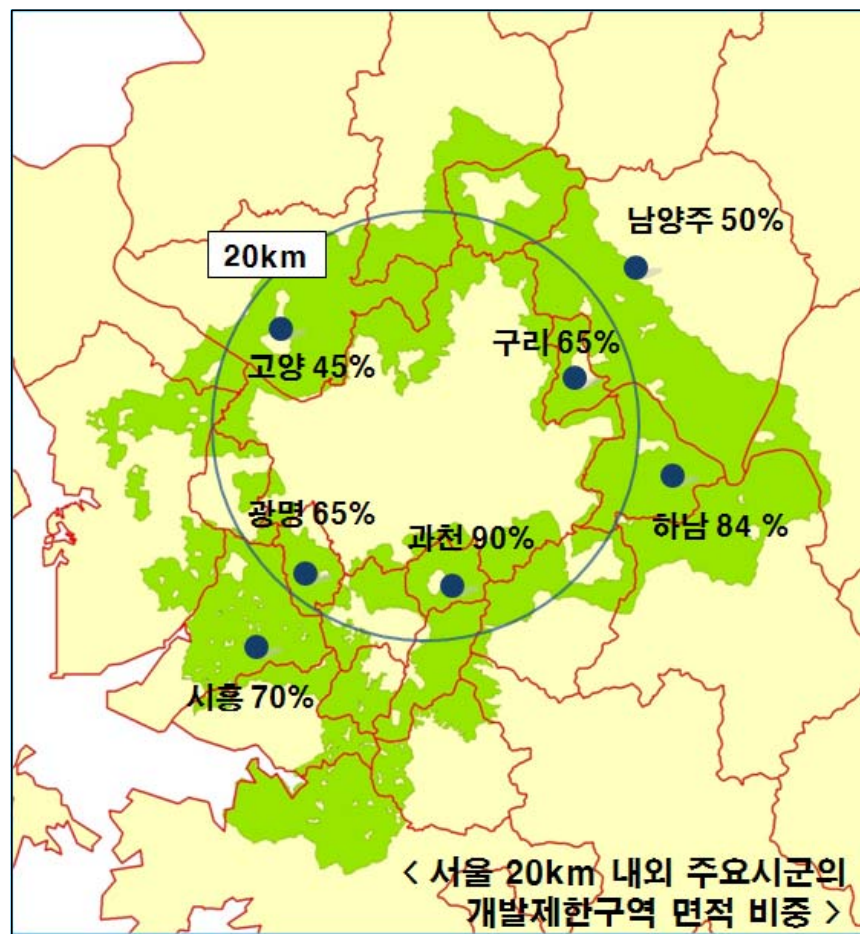 남양주 50%
20km
구리 65%
고양 45%
광명 65%
과천 90%
하남 84 %
시흥 70%
< 서울 20km 내외 주요시군의
개발제한구역 면적 비중 >